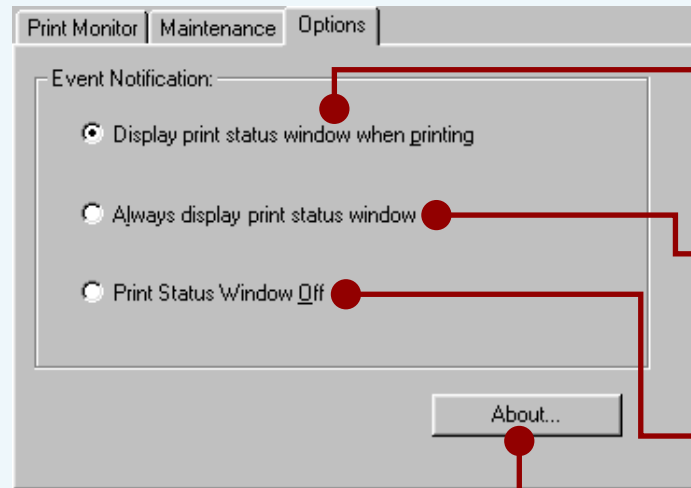 Print Monitor Maintenance Options
Event Notification:
Display print status window when printing
Always display print status window
Print Status Window Off
About...